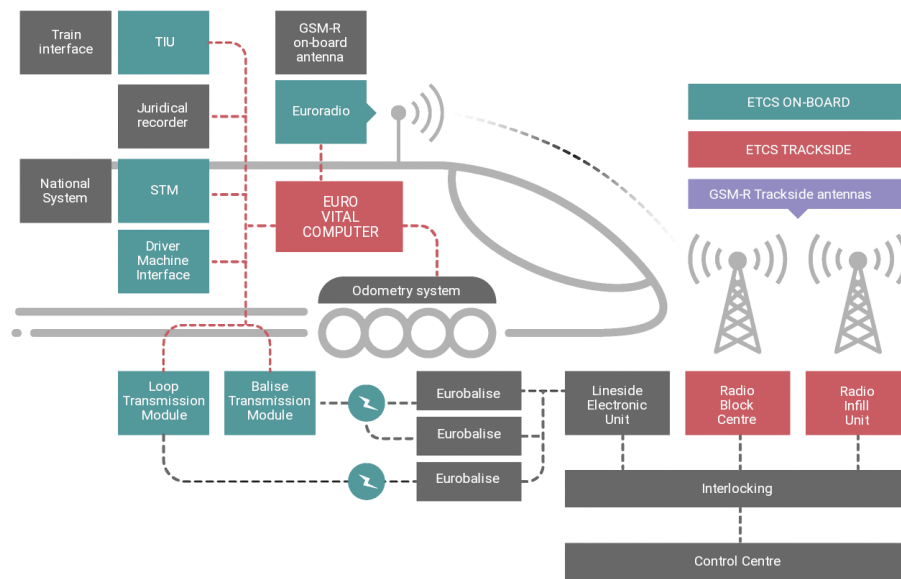 Train
interface
TIU
GSM-R
on-board
antenna
Juridical
recorder
Euroradio
ETCS ON-BOARD
ETCS TRACKSIDE
GSM-R Trackside antennas
National
System
STM
EURO
VITAL
COMPUTER
Driver
Machine
Interface
Odometry system
Loop
Transmission
Module
Balise
Transmission
Module
Eurobalise
Eurobalise
Eurobalise
Lineside
Electronic
Unit
Radio
Block
Centre
Radio
Infill
Unit
Interlocking
Control Centre